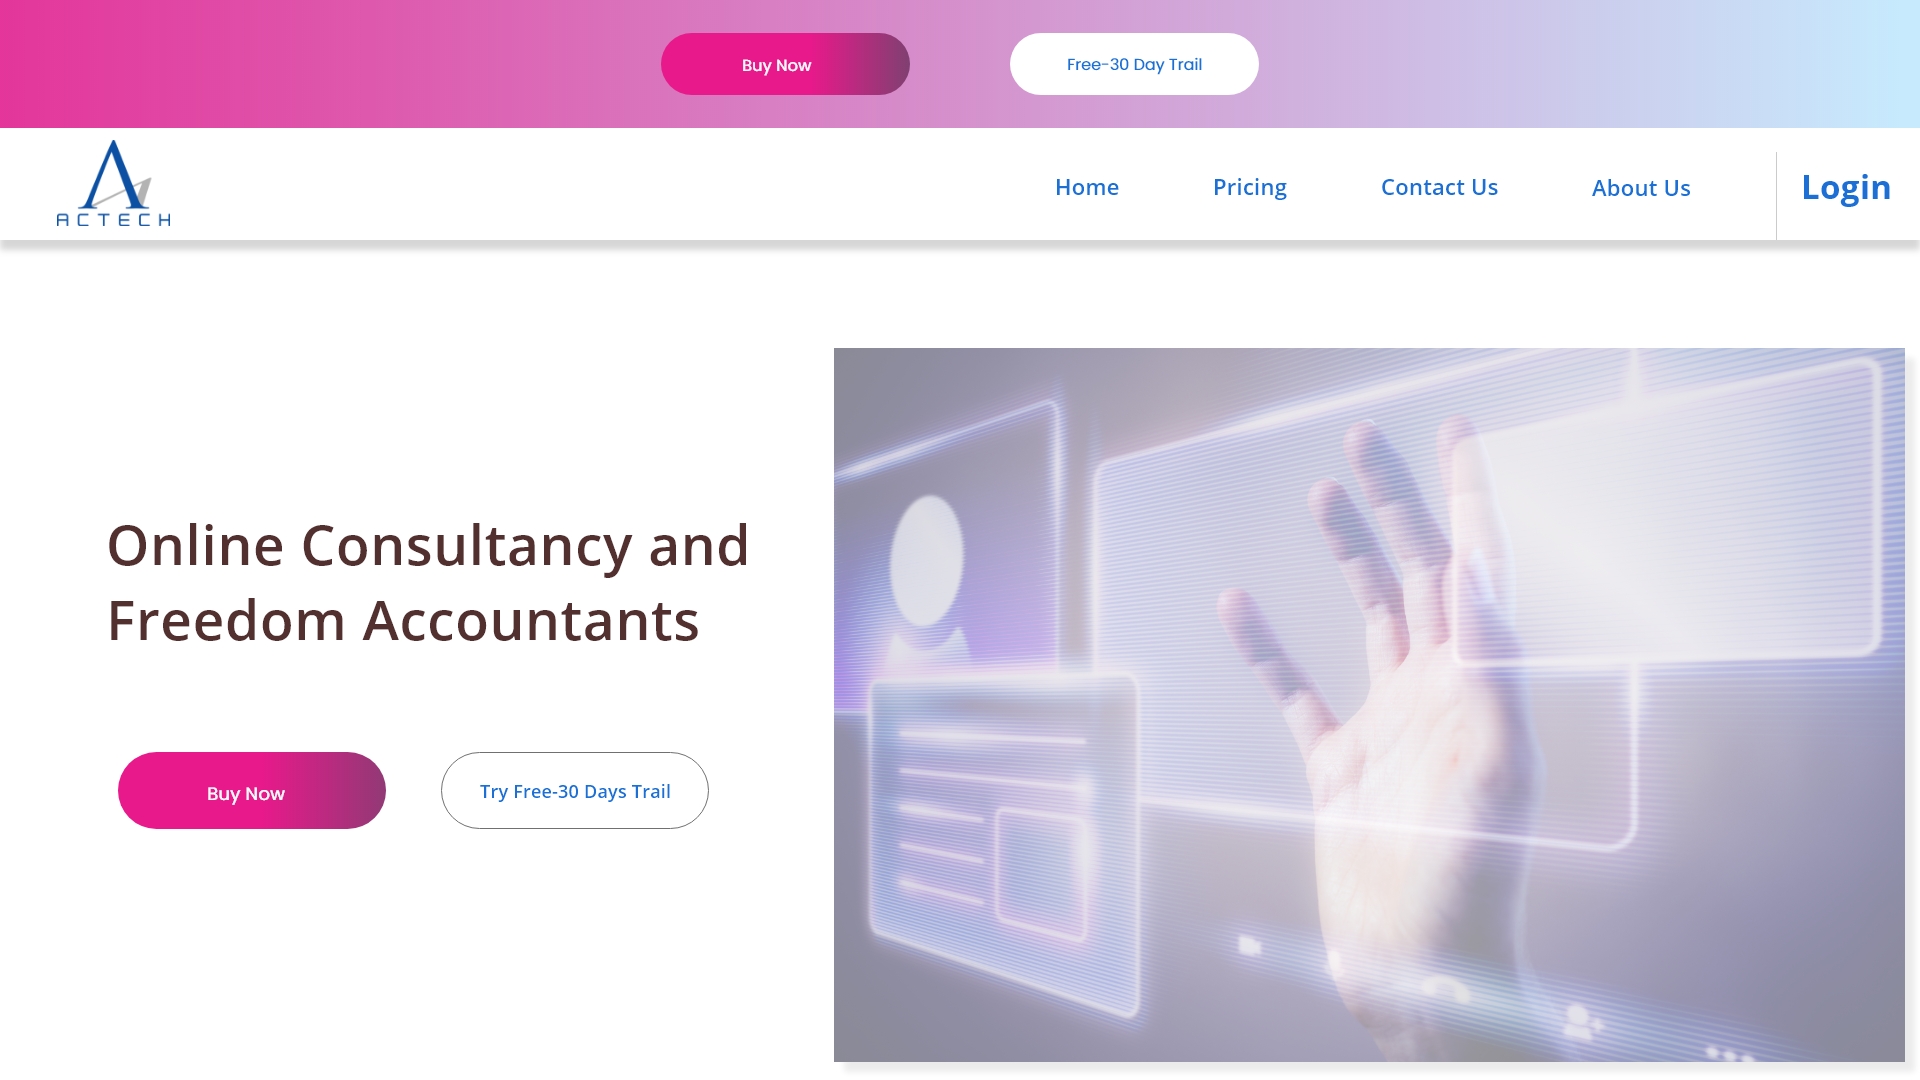 Buy Now
Free-30 Day Trail
ACTECH
Home
Pricing
Contact Us
About Us
Login
Online Consultancy and
Freedom Accountants
Buy Now
Try Free-30 Days Trail